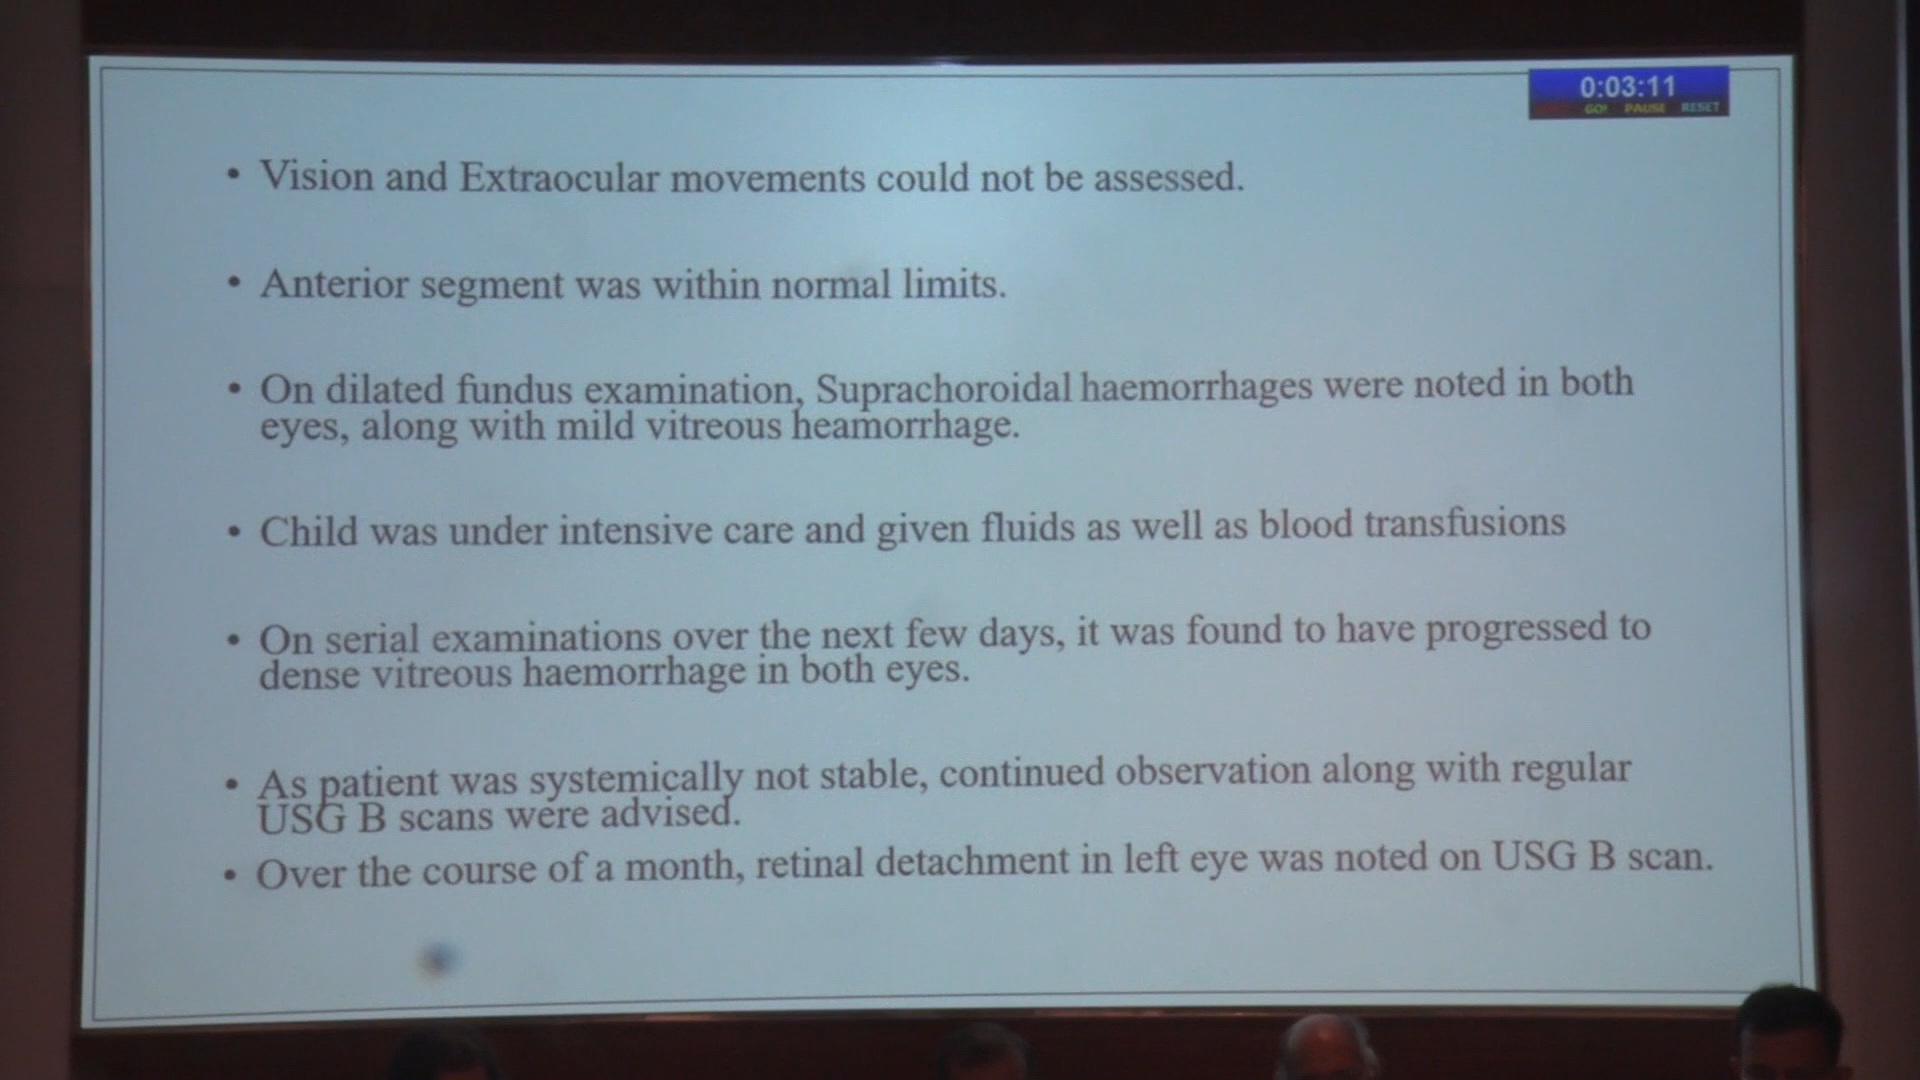 0:03:11
GO! PAUSE RESET
• Vision and Extraocular movements could not be assessed.
• Anterior segment was within normal limits.
• On dilated fundus examination, Suprachoroidal haemorrhages were noted in both
eyes, along with mild vitreous heamorrhage.
• Child was under intensive care and given fluids as well as blood transfusions
• On serial examinations over the next few days, it was found to have progressed to
dense vitreous haemorrhage in both eyes.
• As patient was systemically not stable, continued observation along with regular
USG B scans were advised.
• Over the course of a month, retinal detachment in left eye was noted on USG B scan.